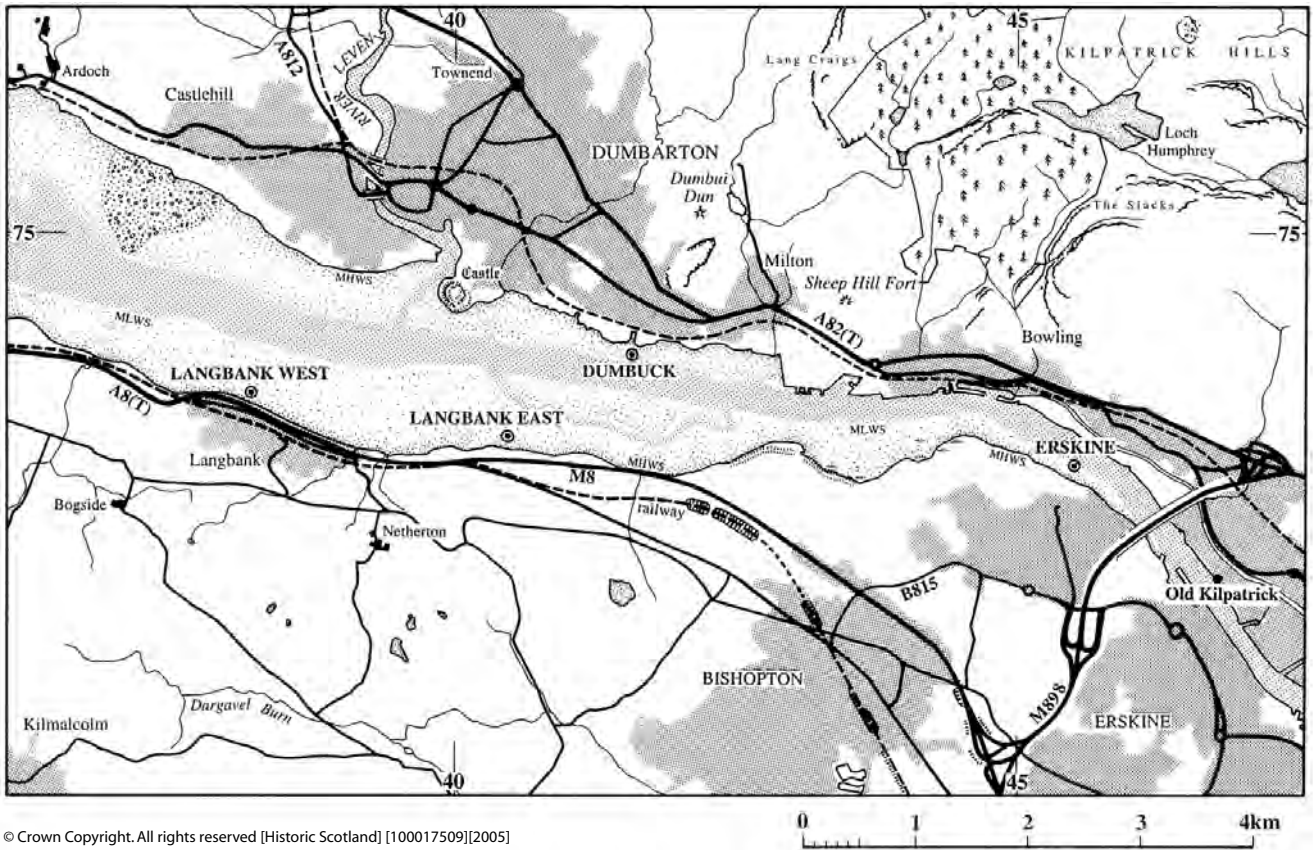 40
45
KILPATRICK HILLS
A812
RIVER LEVEN
Townend
Lang Craigs
Ardoch
Castlehill
Loch
Humphrey
DUMBARTON
Dumbui
Dun
The Slacks
75
75
Milton
Castle
MHWS
Sheep Hill Fort
A82(T)
Bowling
MLWS
LANGBANK WEST
DUMBUCK
A8(T)
LANGBANK EAST
MLWS
ERSKINE
Langbank
MHWS
MHWS
M8
Bogside
railway
Netherton
B815
Old Kilpatrick
BISHOPTON
M898
Dargavel Burn
Kilmalcolm
ERSKINE
40
45
© Crown Copyright. All rights reserved [Historic Scotland] [100017509][2005]
0 1 2 4km